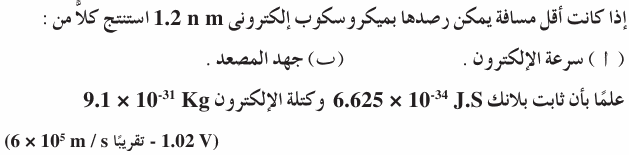 إذا كانت أقل مسافة يمكن رصدها بميكروسكوب إلكترونى 1.2 n m استنتج كلاًّ من :
( ا ) سرعة الإلكترون . (ب) جهد المصعد .
علمًا بأن ثابت بلانك 6.625 × 10⁻³⁴ J.S وكتلة الإلكترون 9.1 × 10⁻³¹ Kg
(6 × 10⁵ m / s تقريبًا - 1.02 V)